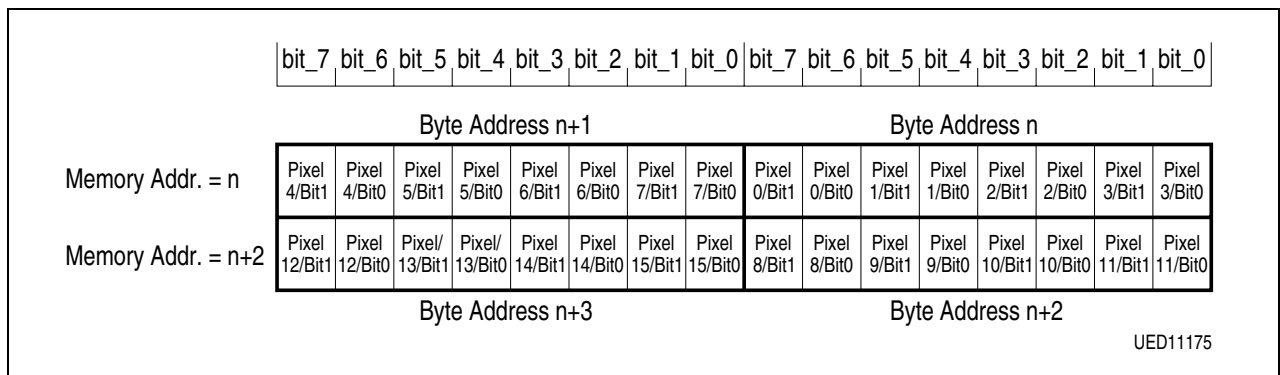 bit_7 bit_6 bit_5 bit_4 bit_3 bit_2 bit_1 bit_0 bit_7 bit_6 bit_5 bit_4 bit_3 bit_2 bit_1 bit_0
Byte Address n+1 Byte Address n
Memory Addr. = n
Pixel Pixel Pixel Pixel Pixel Pixel Pixel Pixel Pixel Pixel Pixel Pixel Pixel Pixel Pixel Pixel
4/Bit1 4/Bit0 5/Bit1 5/Bit0 6/Bit1 6/Bit0 7/Bit1 7/Bit0 0/Bit1 0/Bit0 1/Bit1 1/Bit0 2/Bit1 2/Bit0 3/Bit1 3/Bit0
Memory Addr. = n+2
Pixel Pixel Pixel/ Pixel/ Pixel Pixel Pixel Pixel Pixel Pixel Pixel Pixel Pixel Pixel Pixel Pixel
12/Bit1 12/Bit0 13/Bit1 13/Bit0 14/Bit1 14/Bit0 15/Bit1 15/Bit0 8/Bit1 8/Bit0 9/Bit1 9/Bit0 10/Bit1 10/Bit0 11/Bit1 11/Bit0
Byte Address n+3 Byte Address n+2
UED11175